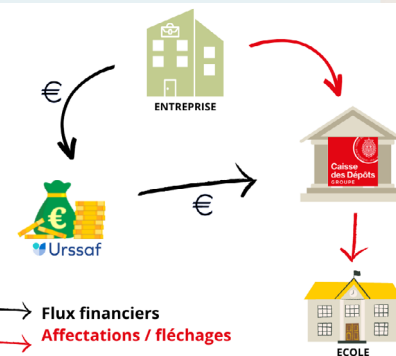 €
ENTREPRISE
Caisse
des Dépôts
GROUPE
€
€
Urssaf
Flux financiers
Affectations / fléchages
ECOLE